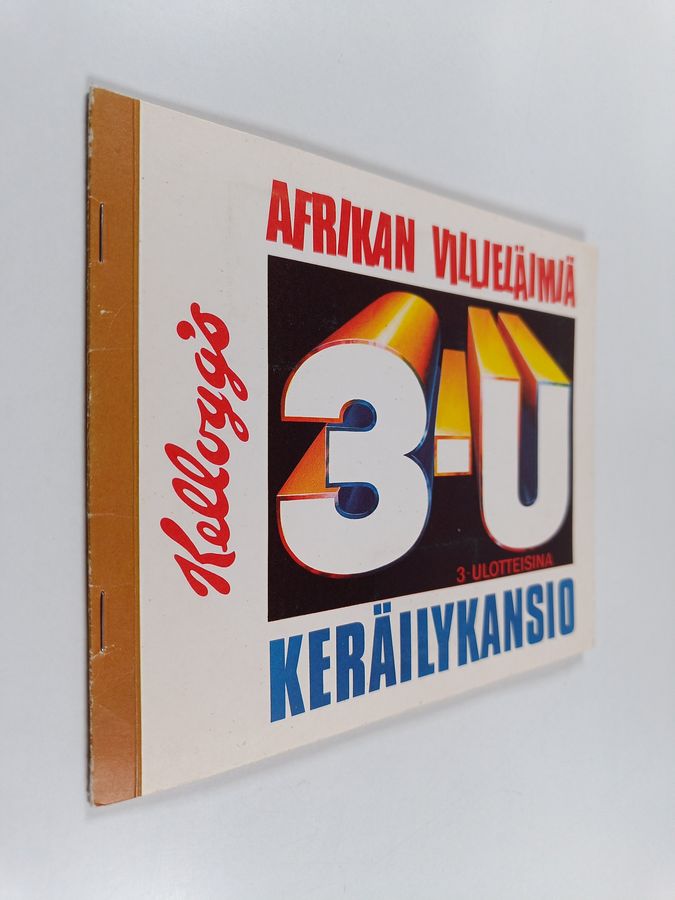 Kellogg's
AFRIKAN VILLIELÄIMIÄ
3-U
3-ULOTTEISINA
KERÄILYKANSIO